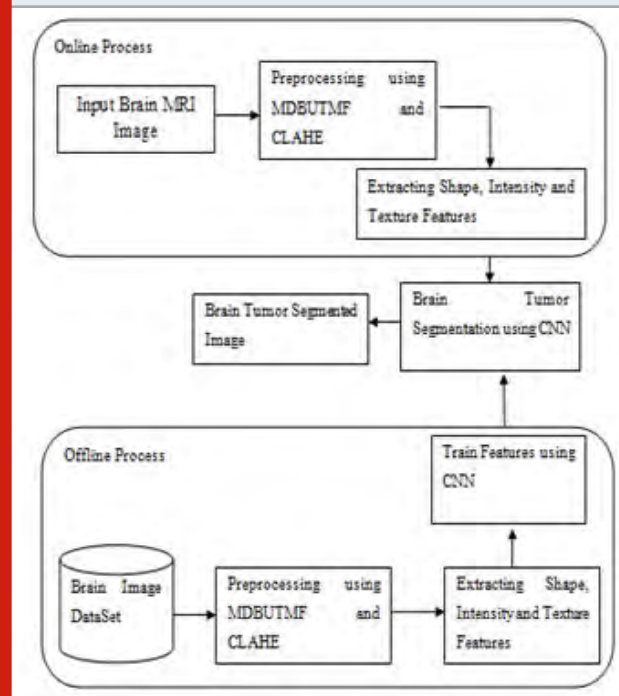 Online Process
Input Brain MRI
Image
Preprocessing using
MDBUTMF and
CLAHE
Extracting Shape, Intensity and
Texture Features
Brain Tumor
Segmentation using CNN
Brain Tumor Segmented
Image
Offline Process
Train Features using
CNN
Brain Image
DataSet
Preprocessing using
MDBUTMF and
CLAHE
Extracting Shape,
Intensity and Texture
Features